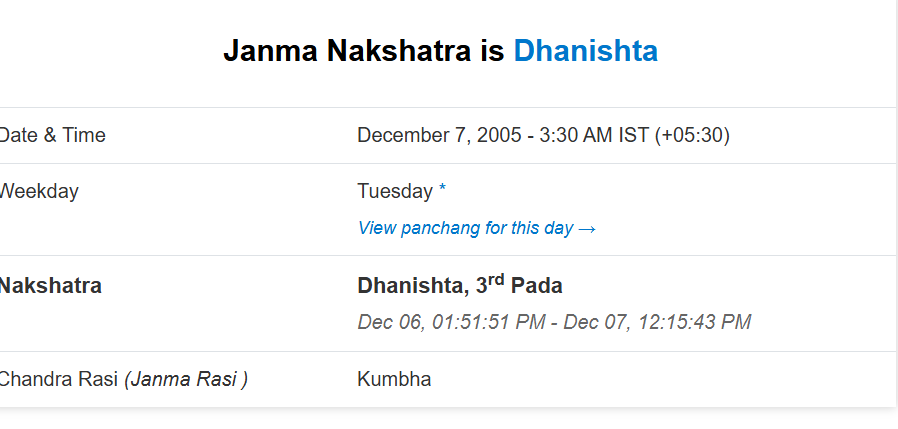 Janma Nakshatra is Dhanishta
Date & Time December 7, 2005 - 3:30 AM IST (+05:30)
Weekday Tuesday *
View panchang for this day →
Nakshatra Dhanishta, 3rd Pada
Dec 06, 01:51:51 PM - Dec 07, 12:15:43 PM
Chandra Rasi (Janma Rasi ) Kumbha